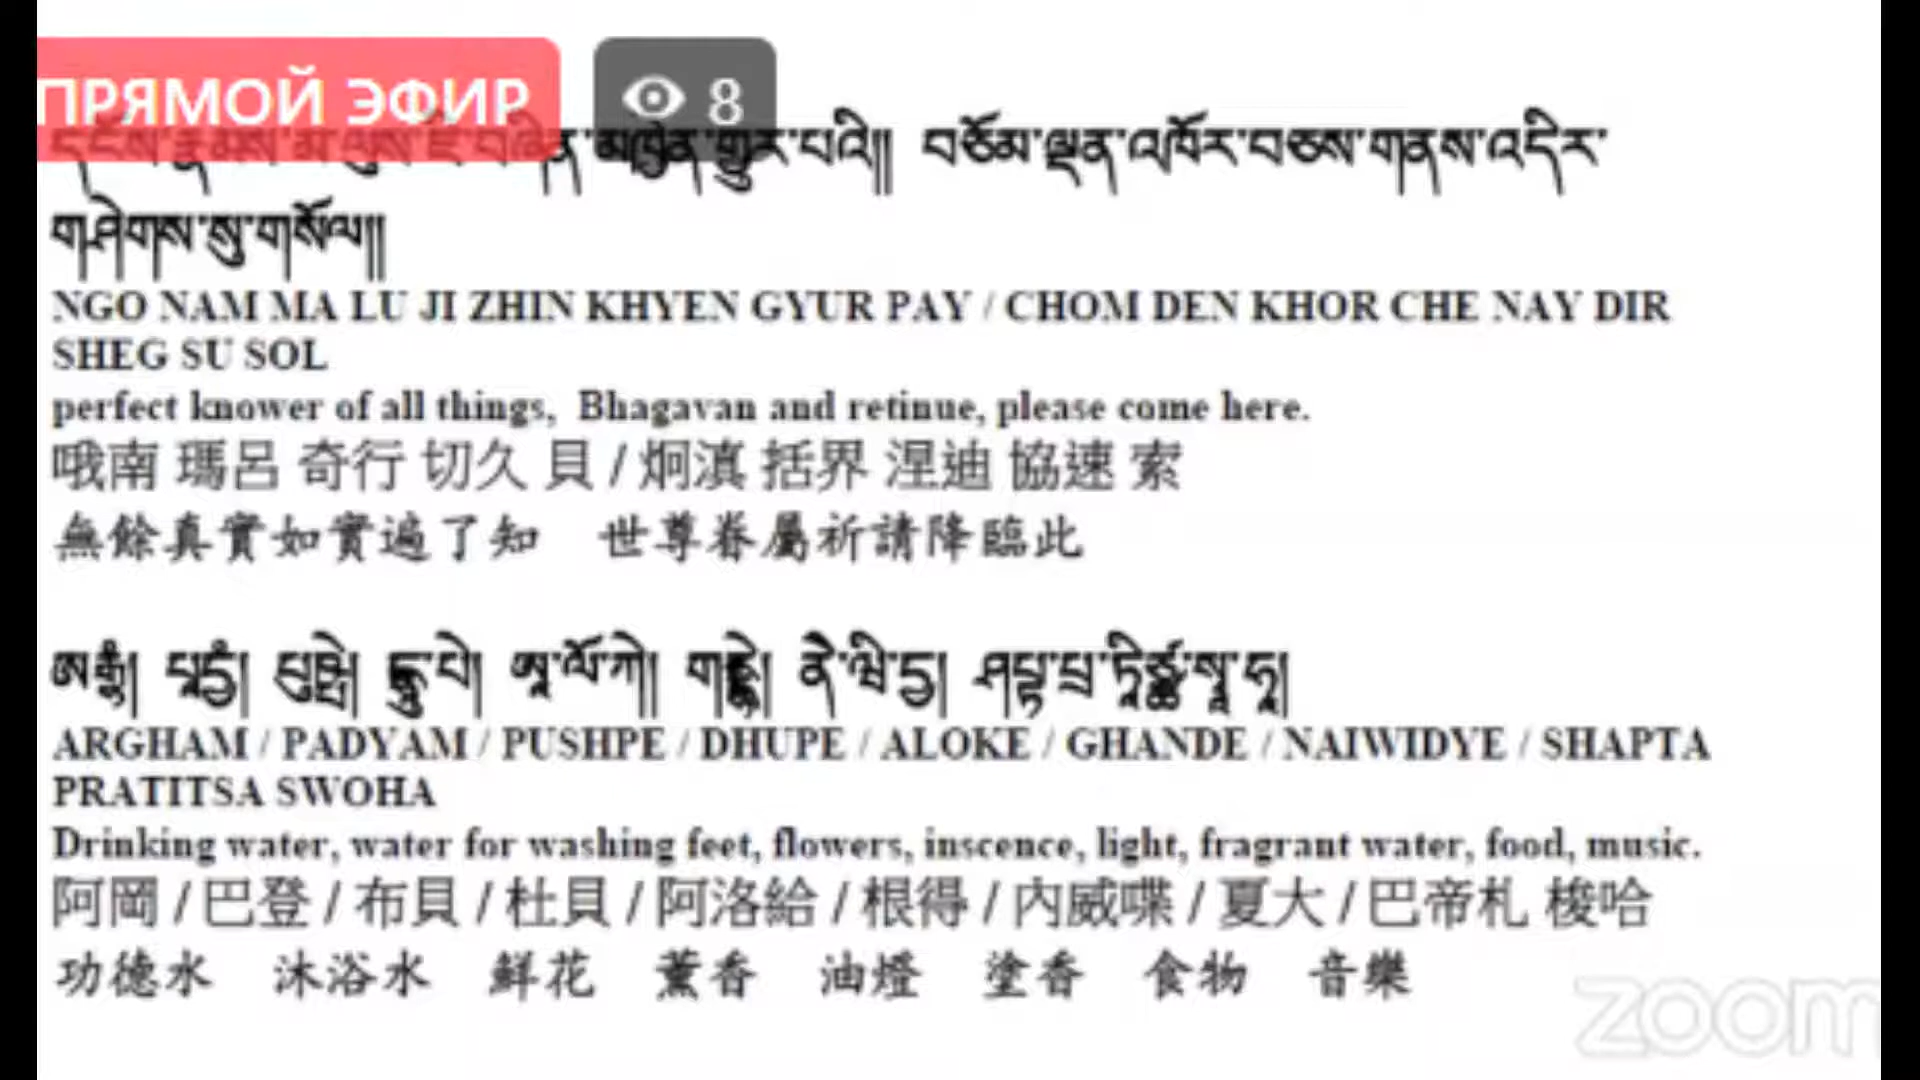 ПРЯМОЙ ЭФИР 8
དངོས་རྣམས་མ་ལུས་ཇི་བཞིན་མཁྱེན་གྱུར་པའི།། བཅོམ་ལྡན་འཁོར་བཅས་གནས་འདིར་
གཤེགས་སུ་གསོལ།།
NGO NAM MA LU JI ZHIN KHYEN GYUR PAY / CHOM DEN KHOR CHE NAY DIR
SHEG SU SOL
perfect knower of all things, Bhagavan and retinue, please come here.
哦南 瑪呂 奇行 切久 貝 / 炯滇 括界 涅迪 協速 索
無餘真實如實遍了知 世尊眷屬祈請降臨此
ཨརྒྷཾ། པཱདྱཾ། པུཥྤེ། དྷཱུ་པེ། ཨཱ་ལོ་ཀེ། གནྡྷེ། ནཻ་ཝི་དྱ། ཤཔྟ་པྲ་ཏཱིཙྪ་སྭཱ་ཧཱ།
ARGHAM / PADYAM / PUSHPE / DHUPE / ALOKE / GHANDE / NAIWIDYE / SHAPTA
PRATITSA SWOHA
Drinking water, water for washing feet, flowers, inscence, light, fragrant water, food, music.
阿岡 / 巴登 / 布貝 / 杜貝 / 阿洛給 / 根得 / 內威喋 / 夏大 / 巴帝札 梭哈
功德水 沐浴水 鮮花 薰香 油燈 塗香 食物 音樂
zoom